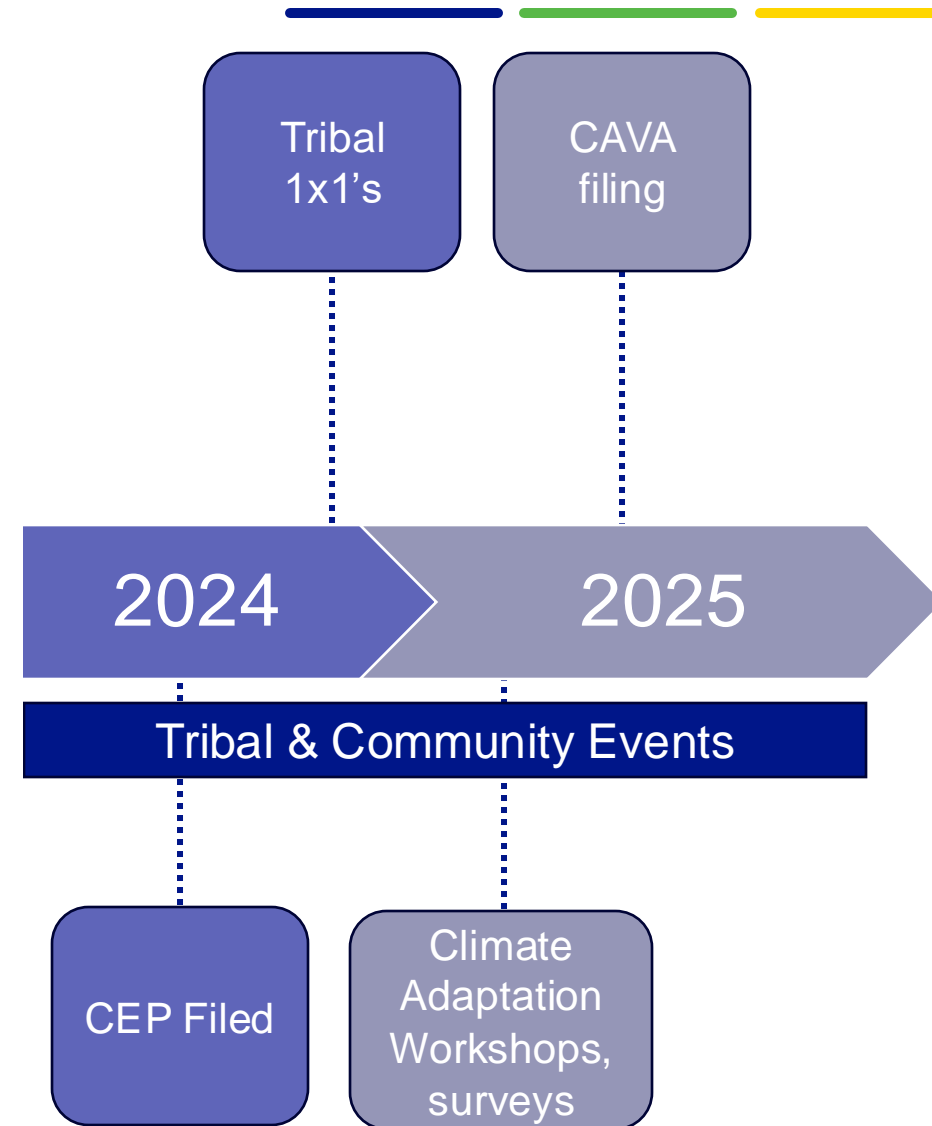 Tribal
1x1's
CAVA
filing
2024
2025
Tribal & Community Events
CEP Filed
Climate
Adaptation
Workshops,
surveys